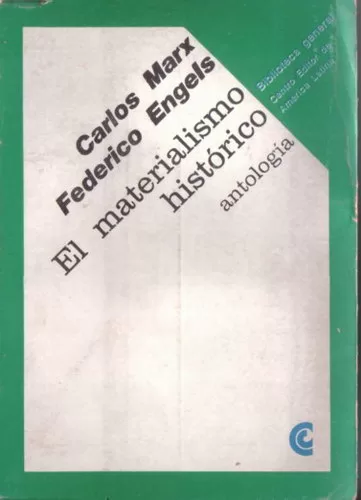 Carlos Marx
Federico Engels
El materialismo
histórico
antología
Biblioteca general
Centro Editor de
América Latina